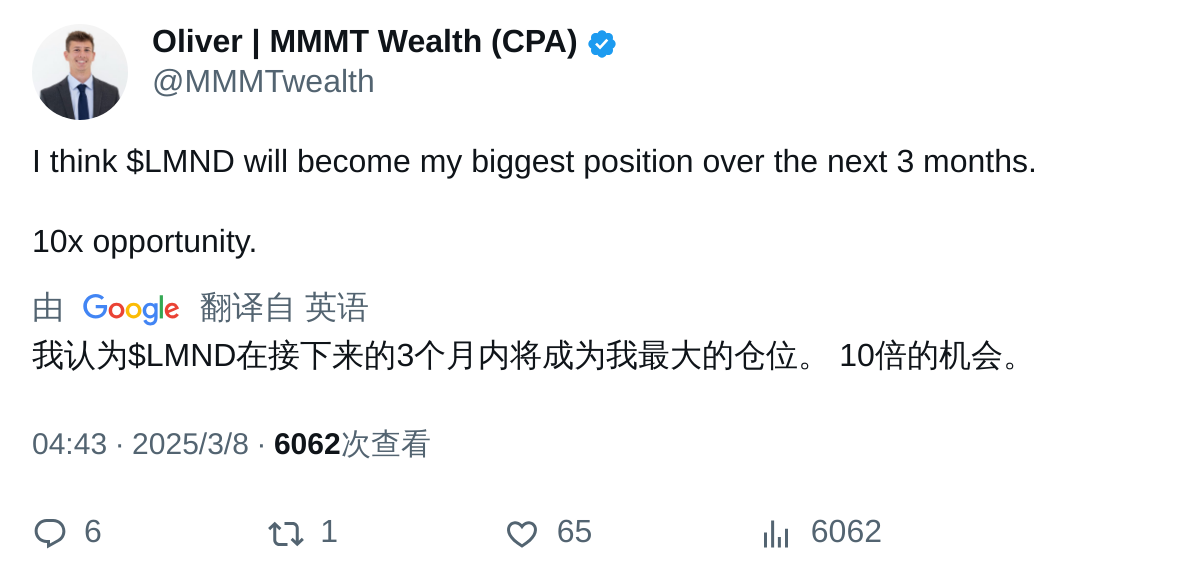 Oliver | MMMT Wealth (CPA)
@MMMTwealth
I think $LMND will become my biggest position over the next 3 months.
10x opportunity.
由 Google 翻译自 英语
我认为$LMND在接下来的3个月内将成为我最大的仓位。 10倍的机会。
04:43 · 2025/3/8 · 6062次查看
6 1 65 6062